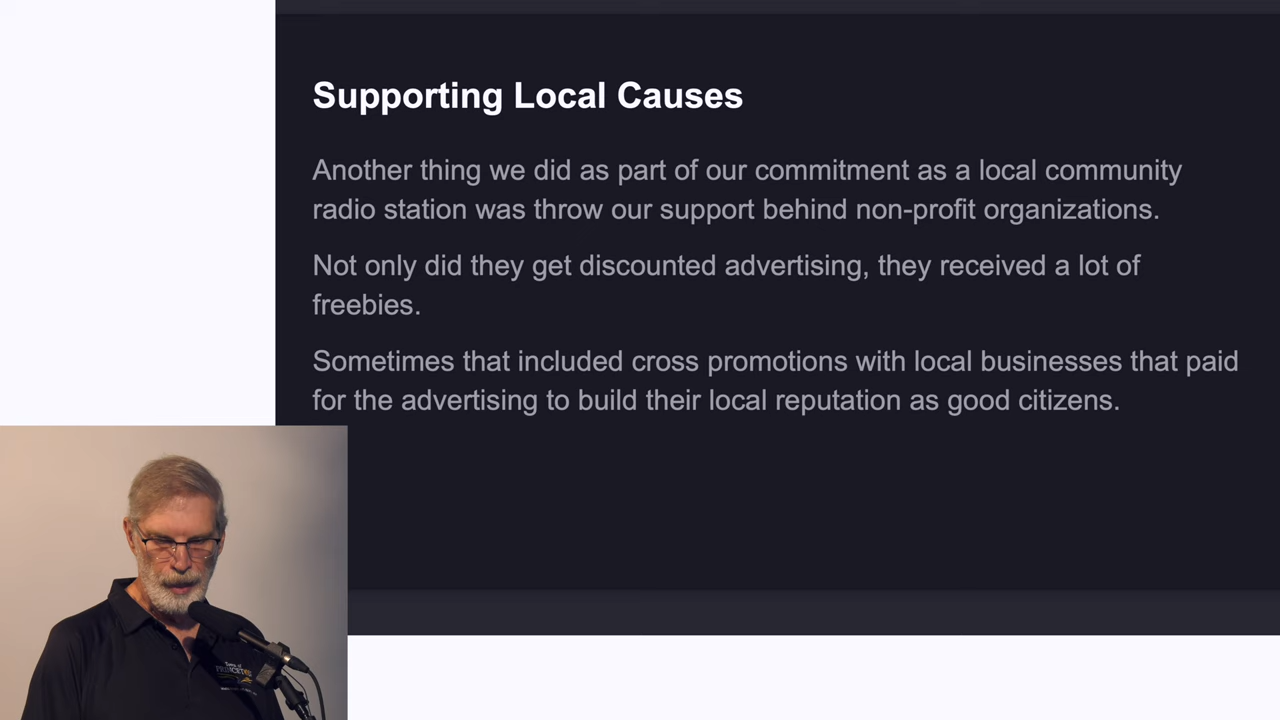 Supporting Local Causes
Another thing we did as part of our commitment as a local community
radio station was throw our support behind non-profit organizations.
Not only did they get discounted advertising, they received a lot of
freebies.
Sometimes that included cross promotions with local businesses that paid
for the advertising to build their local reputation as good citizens.
Town of